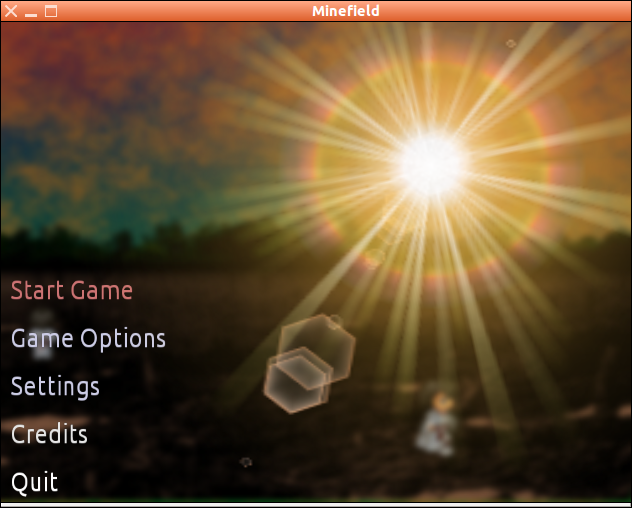 Minefield
Start Game
Game Options
Settings
Credits
Quit